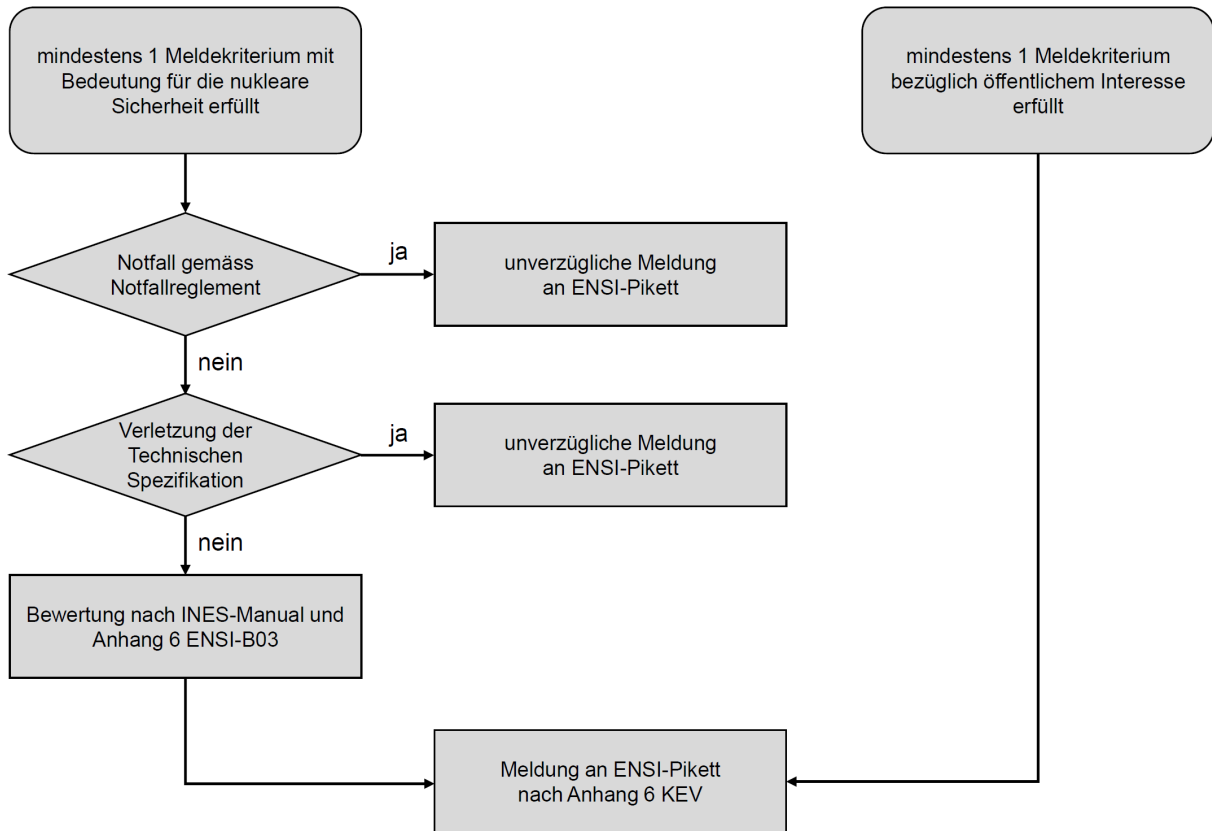 mindestens 1 Meldekriterium mit
Bedeutung für die nukleare
Sicherheit erfüllt
mindestens 1 Meldekriterium
bezüglich öffentlichem Interesse
erfüllt
Notfall gemäss
Notfallreglement
ja
unverzügliche Meldung
an ENSI-Pikett
nein
Verletzung der
Technischen
Spezifikation
ja
unverzügliche Meldung
an ENSI-Pikett
nein
Bewertung nach INES-Manual und
Anhang 6 ENSI-B03
Meldung an ENSI-Pikett
nach Anhang 6 KEV